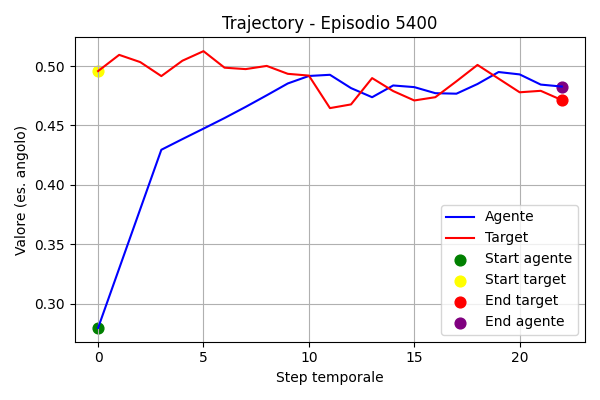 Trajectory - Episodio 5400
Valore (es. angolo)
0.50
0.45
0.40
0.35
0.30
0
5
10
15
20
Step temporale
Agente
Target
Start agente
Start target
End target
End agente